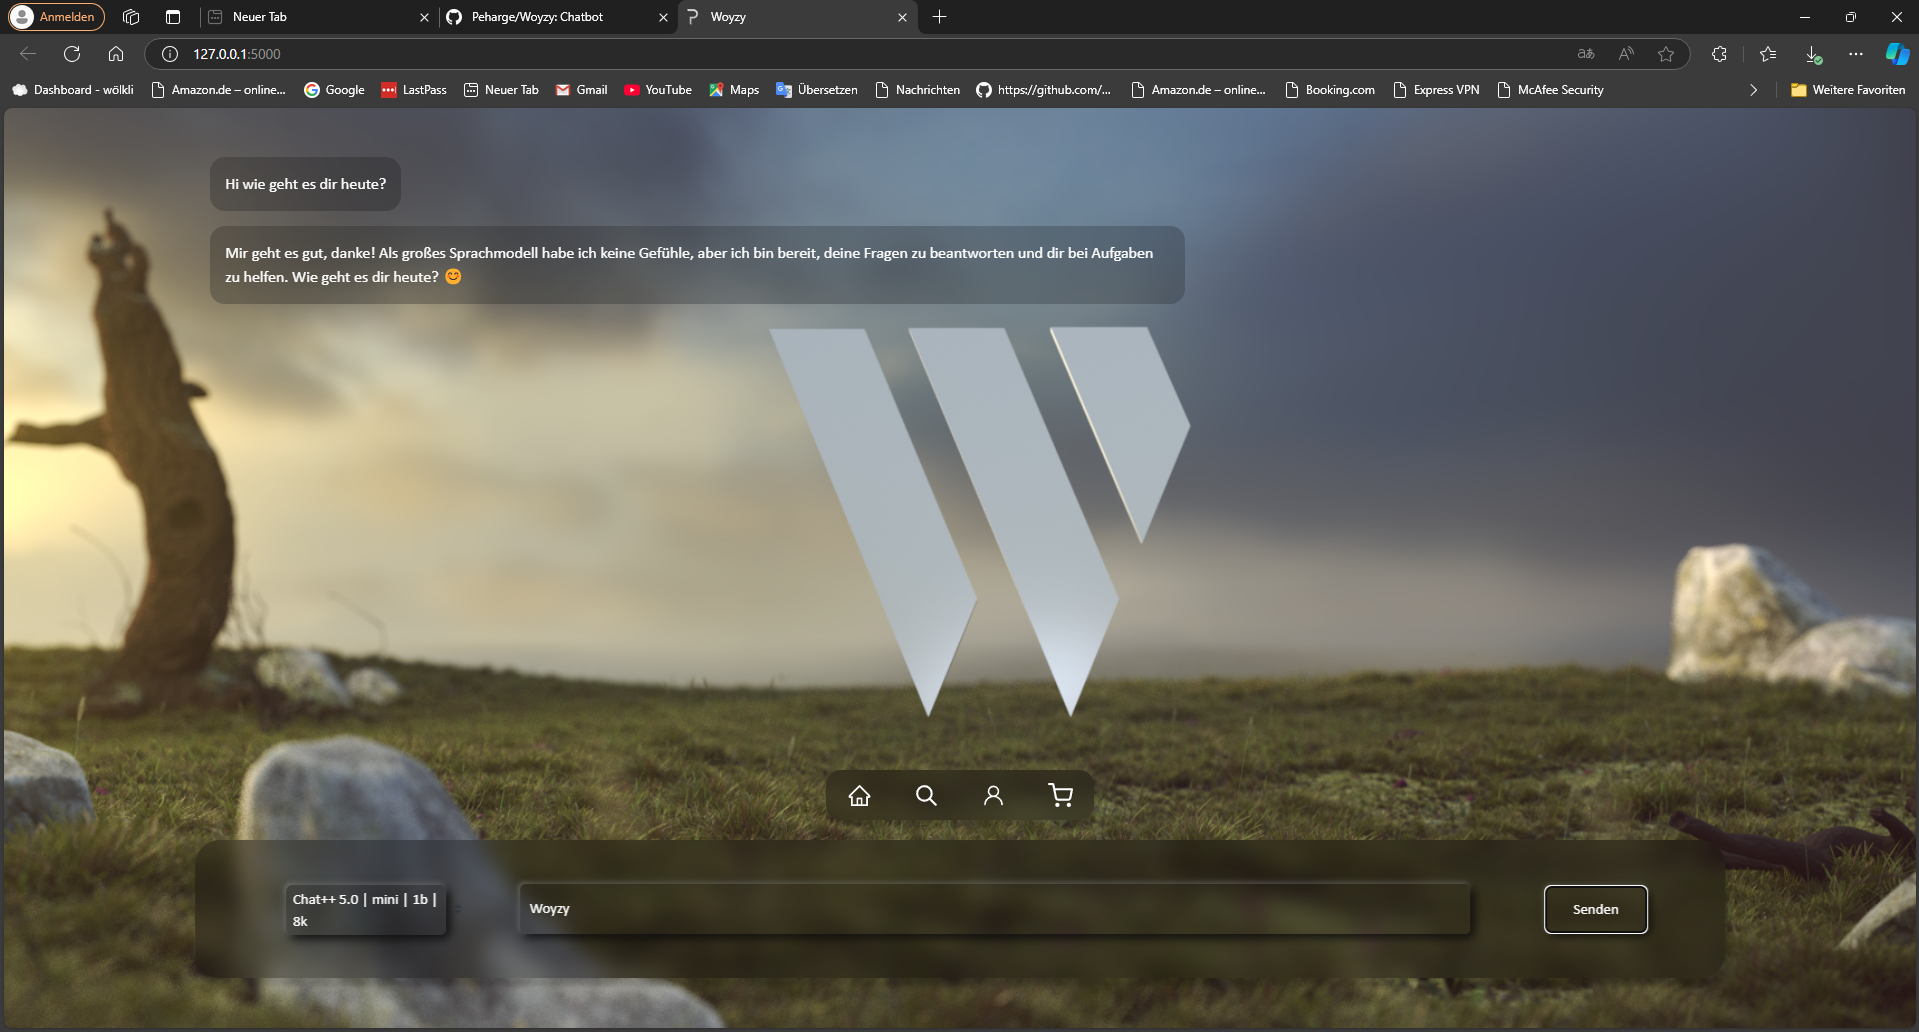 Anmelden
Neuer Tab
Peharge/Woyzy: Chatbot
Woyzy
127.0.0.1:5000
Dashboard - wölkli
Amazon.de – online...
Google
LastPass
Neuer Tab
Gmail
YouTube
Maps
Übersetzen
Nachrichten
https://github.com/...
Amazon.de – online...
Booking.com
Express VPN
McAfee Security
Weitere Favoriten
Hi wie geht es dir heute?
Mir geht es gut, danke! Als großes Sprachmodell habe ich keine Gefühle, aber ich bin bereit, deine Fragen zu beantworten und dir bei Aufgaben
zu helfen. Wie geht es dir heute? 😊
Chat++ 5.0 | mini | 1b |
8k
Woyzy
Senden